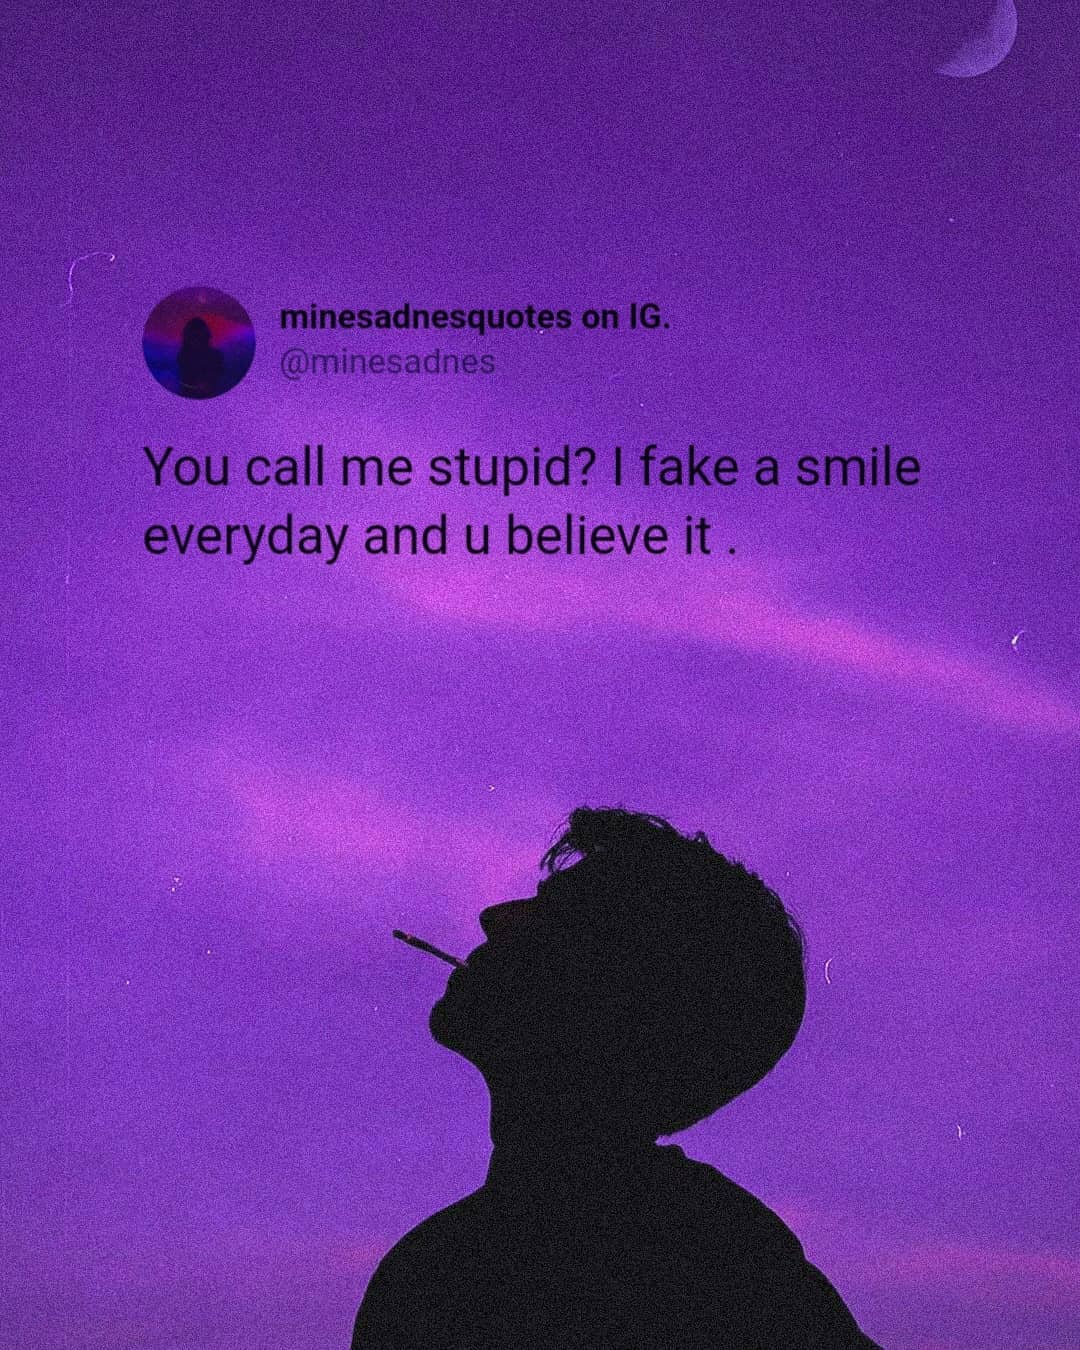 minesadnesquotes on IG.
@minesadnes
You call me stupid? I fake a smile
everyday and u believe it .